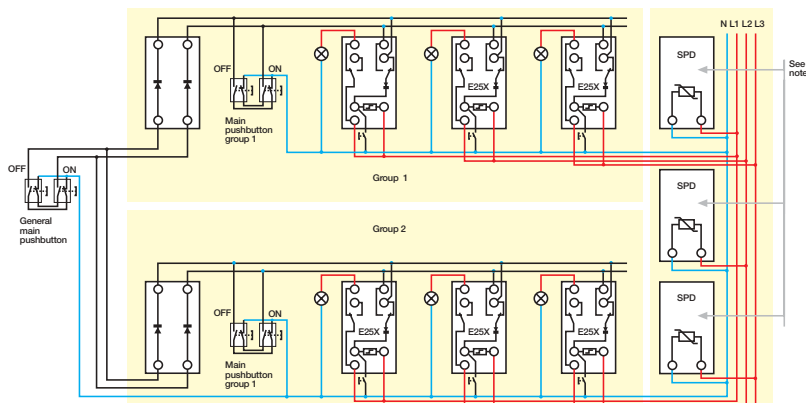 N L1 L2 L3
SPD
See
note
OFF ON
E25X
E25X
Main
pushbutton
group 1
OFF ON
Group 1
SPD
General
main
pushbutton
Group 2
SPD
OFF ON
E25X
E25X
E25X
Main
pushbutton
group 1